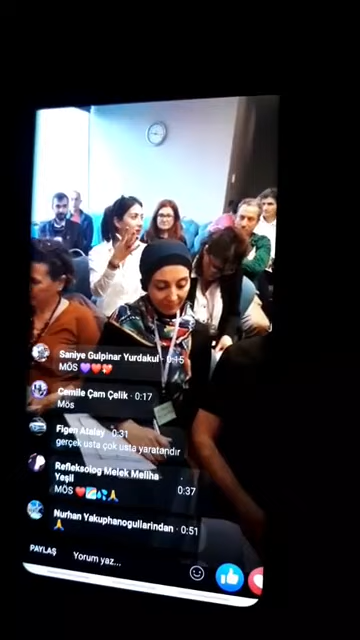 Saniye Gulpinar Yurdakul · 0:15
MÖS 💜❤️💖
Cemile Çam Çelik · 0:17
Mös
Figen Atalay · 0:31
gerçek usta çok usta yaratandır
Refleksolog Melek Meliha
Yeşil
0:37
MÖS ❤️🌠💦🙏
Nurhan Yakuphanogullarindan · 0:51
🙏
PAYLAŞ
Yorum yaz...